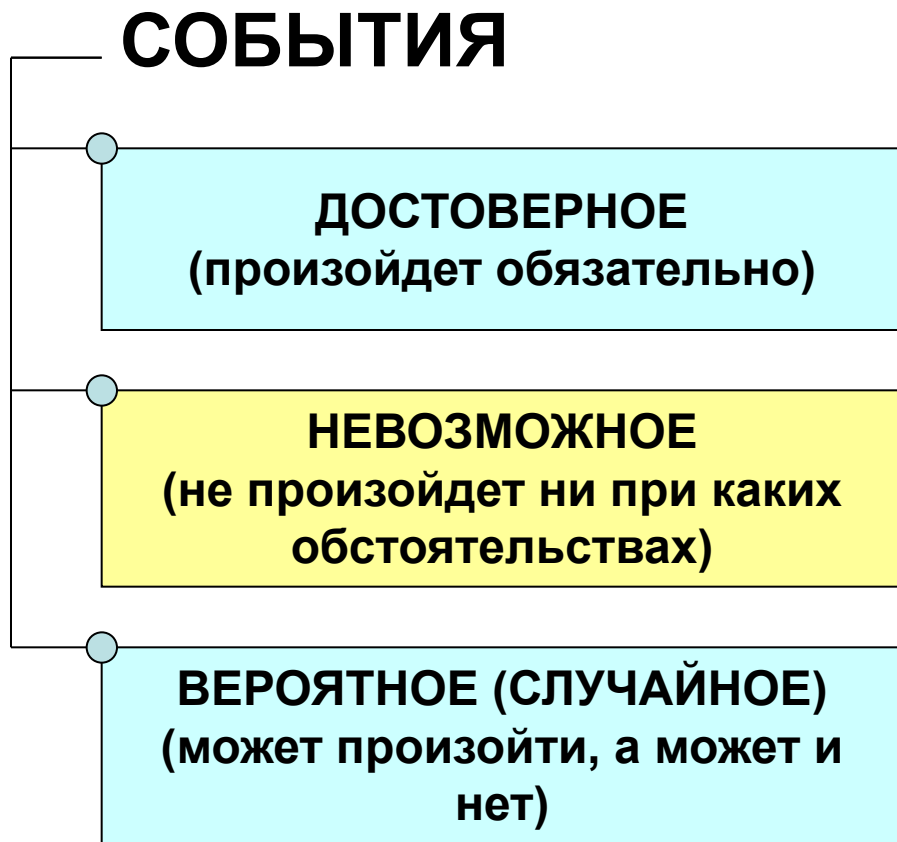 СОБЫТИЯ
ДОСТОВЕРНОЕ
(произойдет обязательно)
НЕВОЗМОЖНОЕ
(не произойдет ни при каких
обстоятельствах)
ВЕРОЯТНОЕ (СЛУЧАЙНОЕ)
(может произойти, а может и
нет)